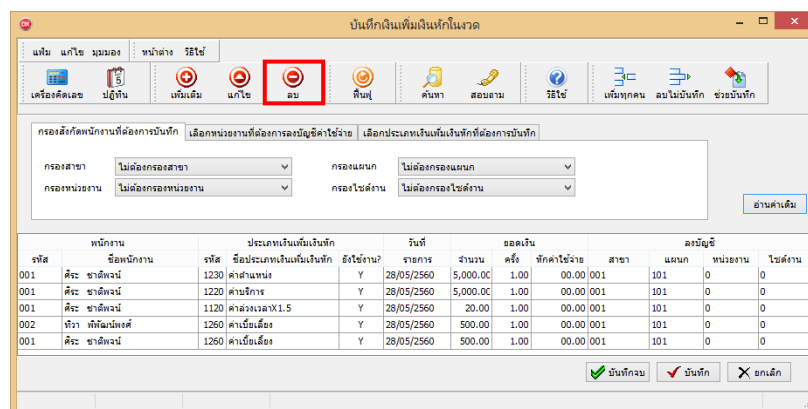 บันทึกเงินเพิ่มเงินหักในงวด
แฟ้ม แก้ไข มุมมอง หน้าต่าง วิธีใช้
เครื่องคิดเลข ปฏิทิน เพิ่มเติม แก้ไข ลบ ฟื้นฟู ค้นหา สอบถาม วิธีใช้ เพิ่มทุกคน ลบไม่บันทึก ช่วยบันทึก
กรองสังกัดพนักงานที่ต้องการบันทึก เลือกหน่วยงานที่ต้องการลงบัญชีค่าใช้จ่าย เลือกประเภทเงินเพิ่มเงินหักที่ต้องการบันทึก
กรองสาขา ไม่ต้องกรองสาขา กรองแผนก ไม่ต้องกรองแผนก
กรองหน่วยงาน ไม่ต้องกรองหน่วยงาน กรองไซด์งาน ไม่ต้องกรองไซด์งาน
อ่านค่าเดิม
พนักงาน ประเภทเงินเพิ่มเงินหัก วันที่ ยอดเงิน ลงบัญชี
รหัส ชื่อพนักงาน รหัส ชื่อประเภทเงินเพิ่มเงินหัก ยังใช้งาน? รายการ จำนวน ครั้ง หักค่าใช้จ่าย สาขา แผนก หน่วยงาน ไซด์งาน
001 ศิระ ชาติพจน์ 1230 ค่าตำแหน่ง Y 28/05/2560 5,000.00 1.00 00.00 001 101 0 0
001 ศิระ ชาติพจน์ 1220 ค่าบริการ Y 28/05/2560 5,000.00 1.00 00.00 001 101 0 0
001 ศิระ ชาติพจน์ 1120 ค่าล่วงเวลาX1.5 Y 28/05/2560 20.00 1.00 00.00 001 101 0 0
002 ทิวา พิพัฒน์พงศ์ 1260 ค่าเบี้ยเลี้ยง Y 28/05/2560 500.00 1.00 00.00 001 101 0 0
001 ศิระ ชาติพจน์ 1260 ค่าเบี้ยเลี้ยง Y 28/05/2560 500.00 1.00 00.00 001 101 0 0
บันทึกจบ บันทึก ยกเลิก